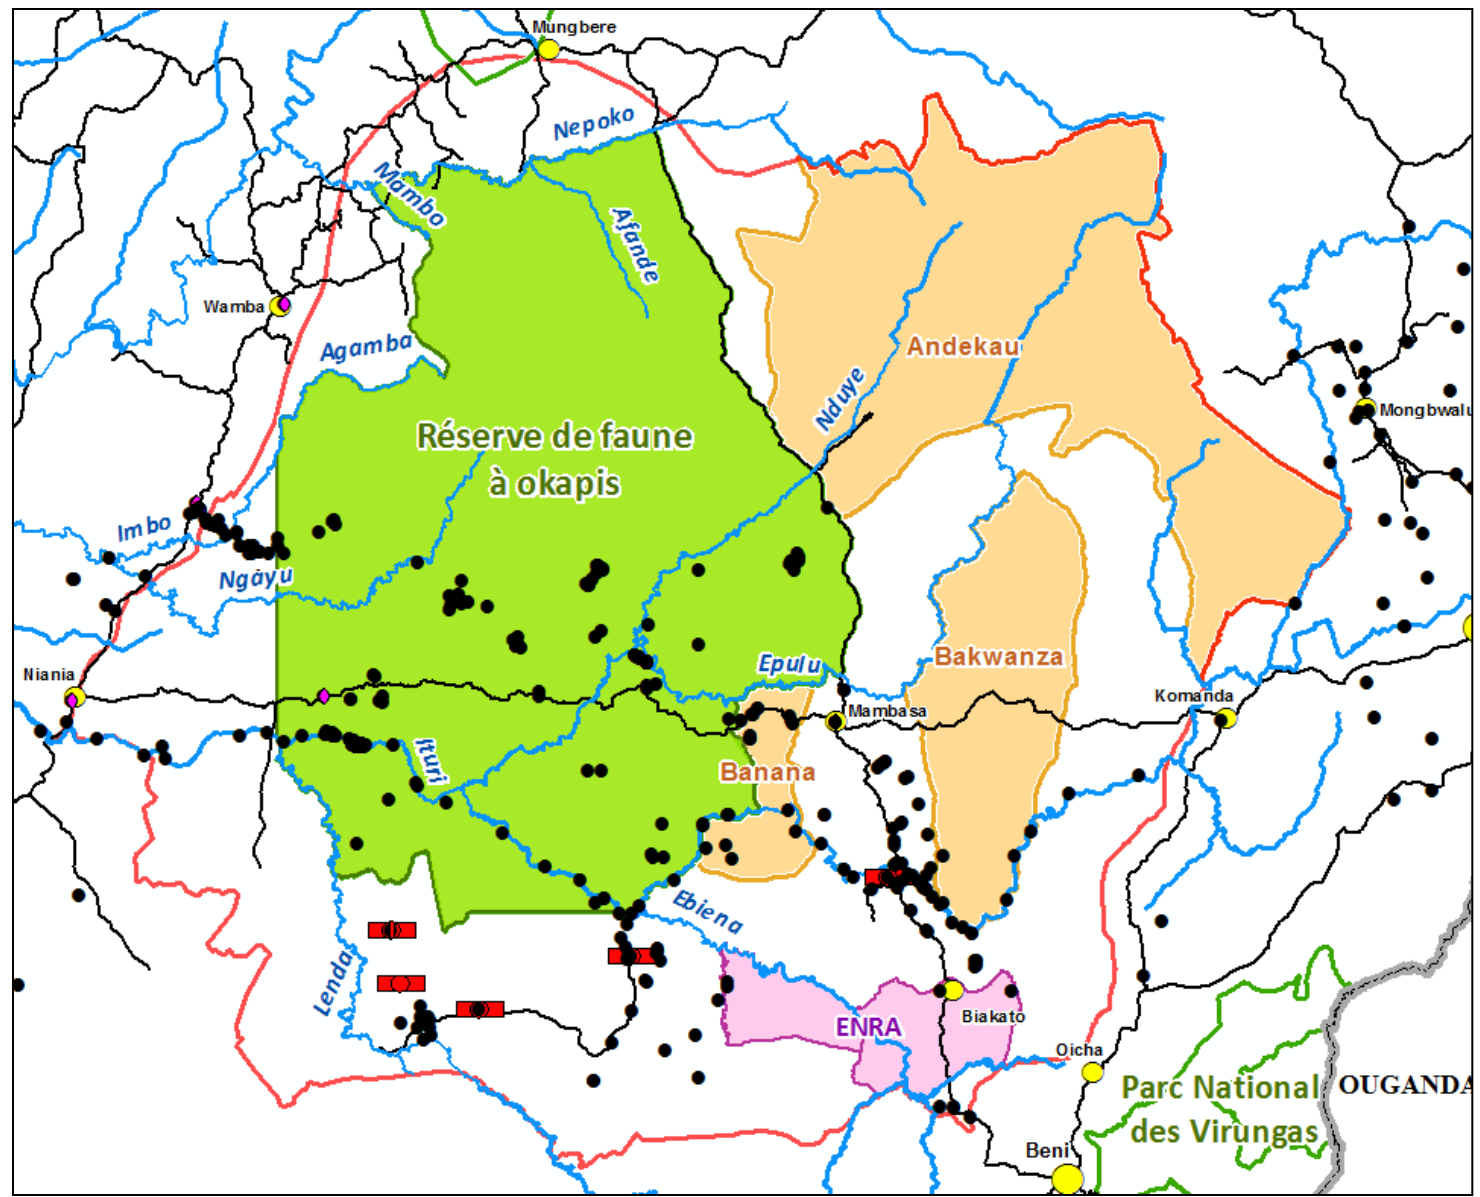 Mungbere
Nepoko
Mambo
Afande
Wamba
Agamba
Andekau
Nduye
Mongbwalu
Réserve de faune
à okapis
Imbo
Ngayu
Epulu
Bakwanza
Niania
Komanda
Mambasa
Ituri
Banana
Ebiena
Lenda
ENRA
Biakato
Oicha
Parc National
des Virungas
OUGANDA
Beni